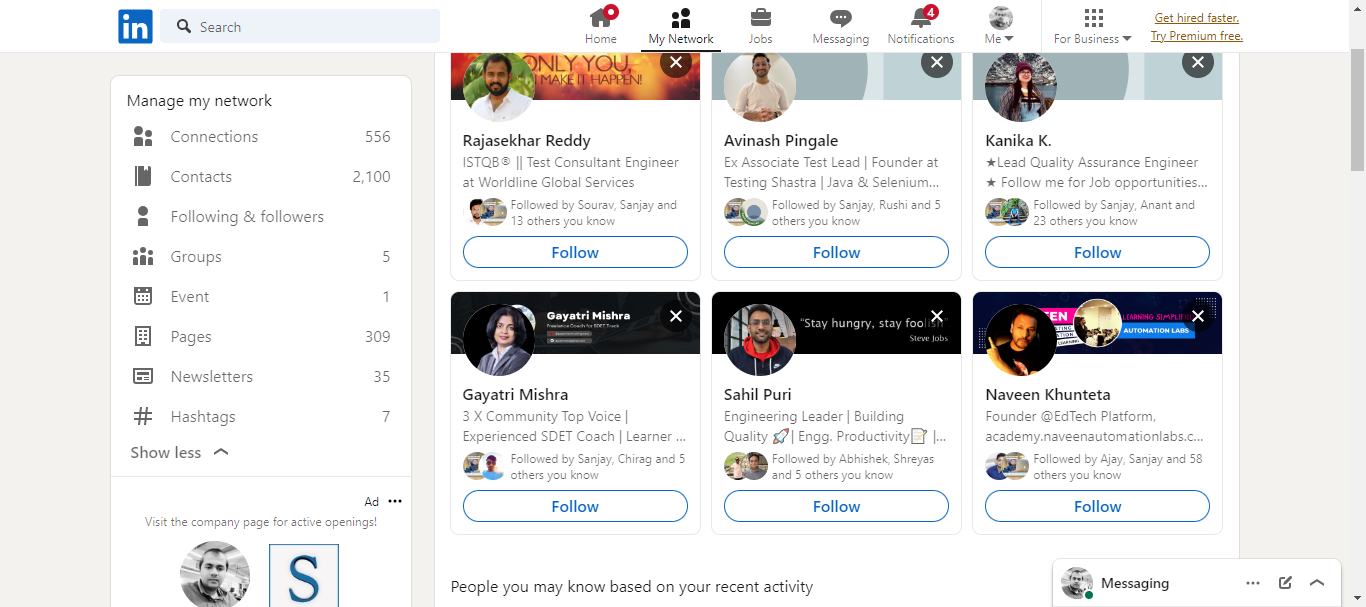 in
Search
Home
My Network
Jobs
Messaging
4
Notifications
Me
For Business
Get hired faster.
Try Premium free.
Manage my network
Connections 556
Contacts 2,100
Following & followers
Groups 5
Event 1
Pages 309
Newsletters 35
Hashtags 7
Show less
Ad
Visit the company page for active openings!
S
ONLY YOU,
MAKE IT HAPPEN!
Rajasekhar Reddy
ISTQB® || Test Consultant Engineer
at Worldline Global Services
Followed by Sourav, Sanjay and
13 others you know
Follow
Avinash Pingale
Ex Associate Test Lead | Founder at
Testing Shastra | Java & Selenium...
Followed by Sanjay, Rushi and 5
others you know
Follow
Kanika K.
★Lead Quality Assurance Engineer
★ Follow me for Job opportunities...
Followed by Sanjay, Anant and
23 others you know
Follow
Gayatri Mishra
Freelance Coach for SDET Track
Gayatri Mishra
3 X Community Top Voice |
Experienced SDET Coach | Learner ...
Followed by Sanjay, Chirag and 5
others you know
Follow
“Stay hungry, stay foolish”
Steve Jobs
Sahil Puri
Engineering Leader | Building
Quality 🚀| Engg. Productivity📝 |...
Followed by Abhishek, Shreyas
and 5 others you know
Follow
LEARNING
AUTOMATION LABS
Naveen Khunteta
Founder @EdTech Platform,
academy.naveenautomationlabs.c...
Followed by Ajay, Sanjay and 58
others you know
Follow
People you may know based on your recent activity
Messaging